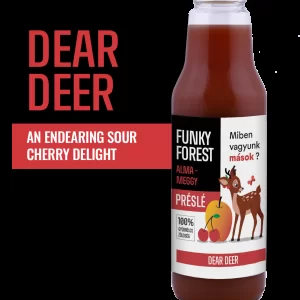 DEAR
DEER
AN ENDEARING SOUR
CHERRY DELIGHT
FUNKY
FOREST
ALMA -
MEGGY
PRÉSLÉ
100%
Miben
vagyunk
mások ?
DEAR DEER